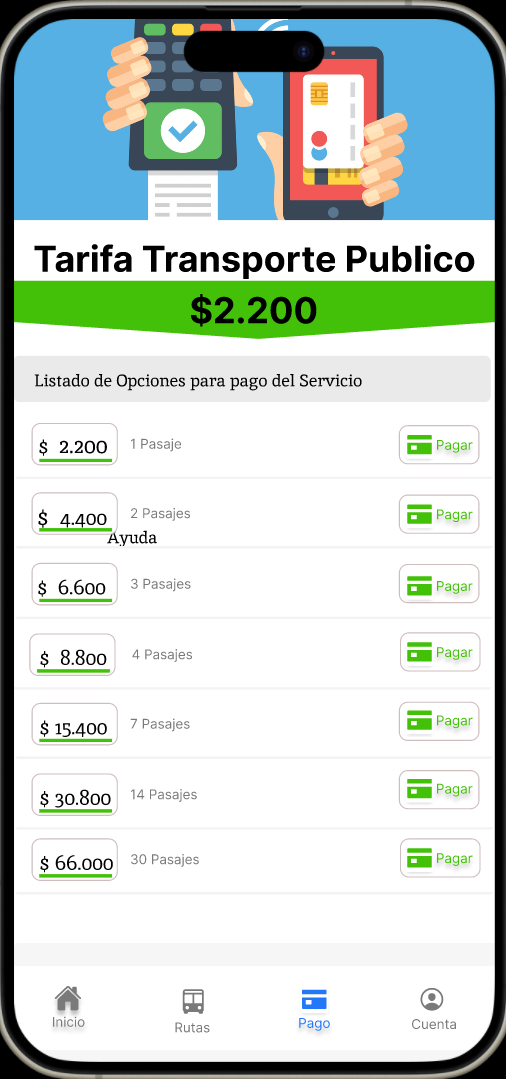 Tarifa Transporte Publico
$2.200
Listado de Opciones para pago del Servicio
$ 2.200 1 Pasaje Pagar
$ 4.400 2 Pasajes Pagar
Ayuda
$ 6.600 3 Pasajes Pagar
$ 8.800 4 Pasajes Pagar
$ 15.400 7 Pasajes Pagar
$ 30.800 14 Pasajes Pagar
$ 66.000 30 Pasajes Pagar
Inicio Rutas Pago Cuenta